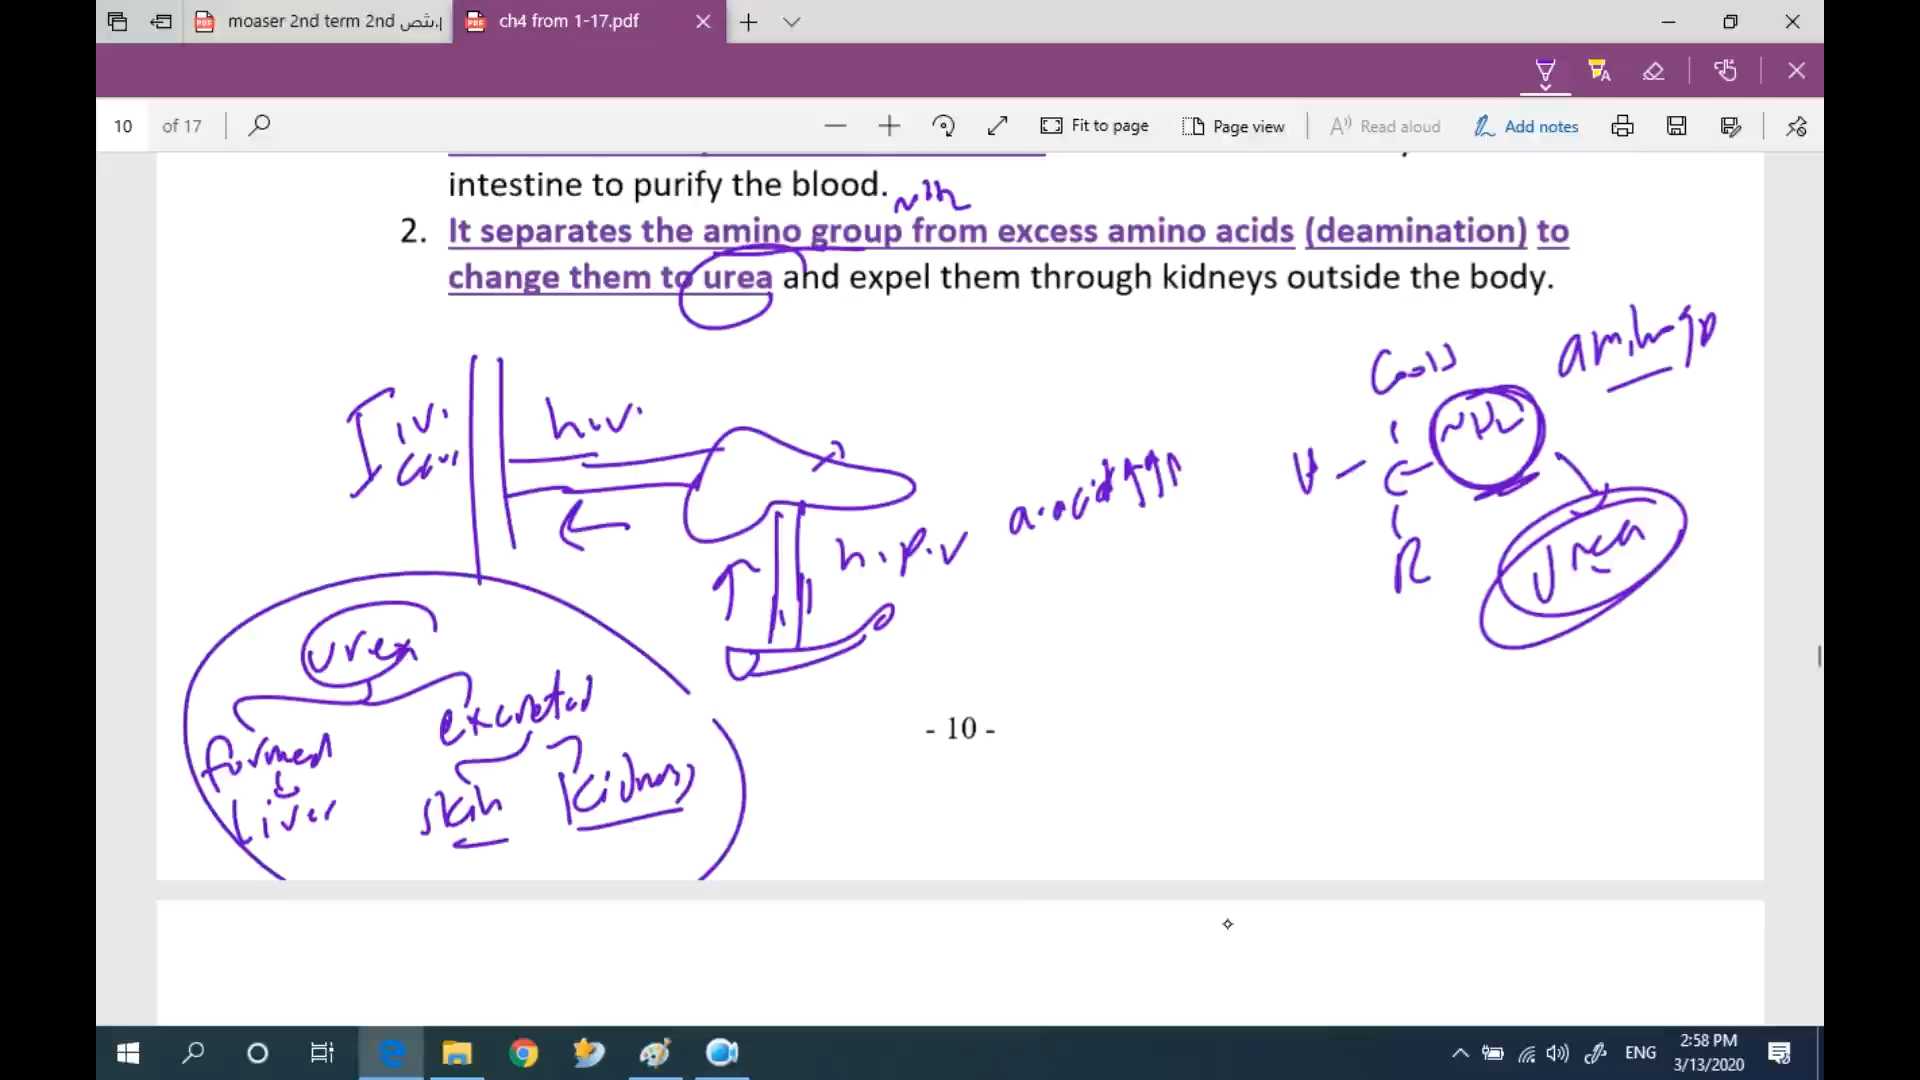 moaser 2nd term 2nd
ch4 from 1-17.pdf
10 of 17
Fit to page
Page view
Read aloud
Add notes
intestine to purify the blood.
NH2
2. It separates the amino group from excess amino acids (deamination) to
change them to urea and expel them through kidneys outside the body.
I.V.
h.v.
h.p.v
a.acid
COOH
NH2
H - C -
R
Urea
urea
formed
excreted
Liver
skin
kidneys
- 10 -
ENG
2:58 PM
3/13/2020